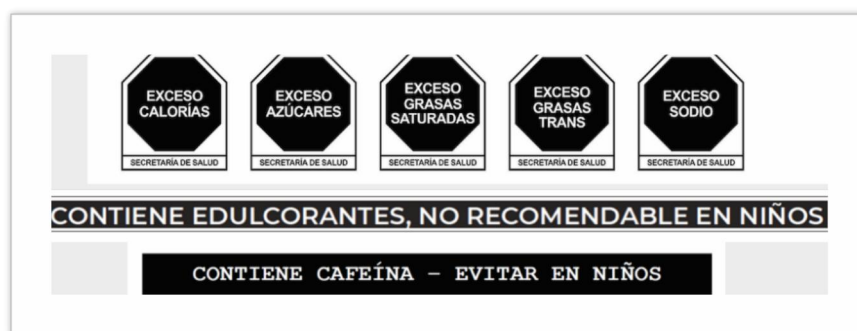 EXCESO
CALORÍAS
SECRETARÍA DE SALUD
EXCESO
AZÚCARES
SECRETARÍA DE SALUD
EXCESO
GRASAS
SATURADAS
SECRETARÍA DE SALUD
EXCESO
GRASAS
TRANS
SECRETARÍA DE SALUD
EXCESO
SODIO
SECRETARÍA DE SALUD
CONTIENE EDULCORANTES, NO RECOMENDABLE EN NIÑOS
CONTIENE CAFEÍNA – EVITAR EN NIÑOS